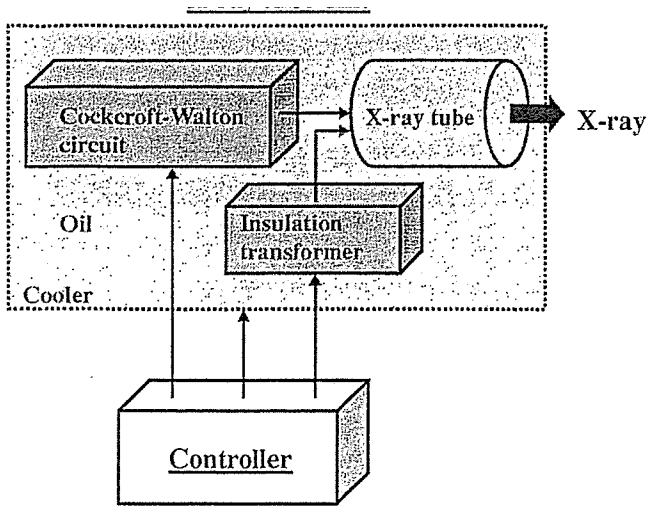 Cockcroft-Walton
circuit
X-ray tube
X-ray
Oil
Insulation
transformer
Cooler
Controller